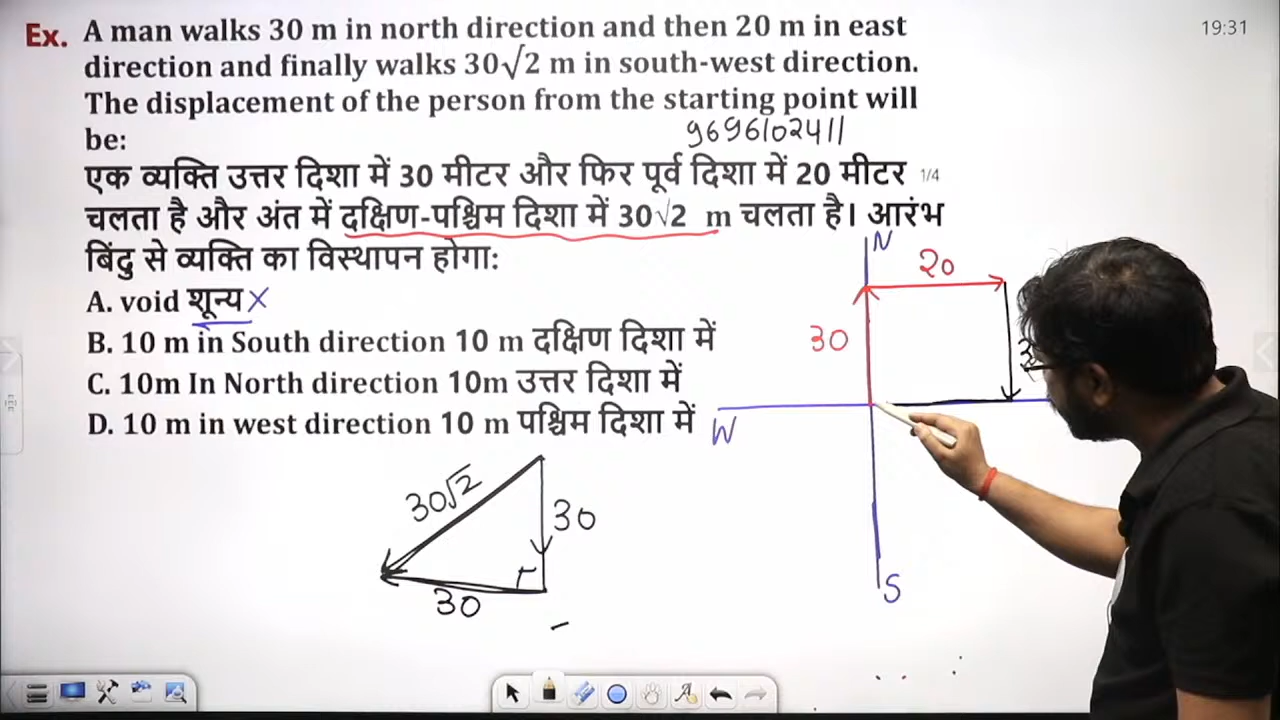 19:31
Ex. A man walks 30 m in north direction and then 20 m in east
direction and finally walks 30√2 m in south-west direction.
The displacement of the person from the starting point will
be:
9696102411
एक व्यक्ति उत्तर दिशा में 30 मीटर और फिर पूर्व दिशा में 20 मीटर 1/4
चलता है और अंत में दक्षिण-पश्चिम दिशा में 30√2 m चलता है। आरंभ
बिंदु से व्यक्ति का विस्थापन होगाः
A. void शून्य X
B. 10 m in South direction 10 m दक्षिण दिशा में
C. 10m In North direction 10m उत्तर दिशा में
D. 10 m in west direction 10 m पश्चिम दिशा में
N
20
30
W
S
30√2
30
30